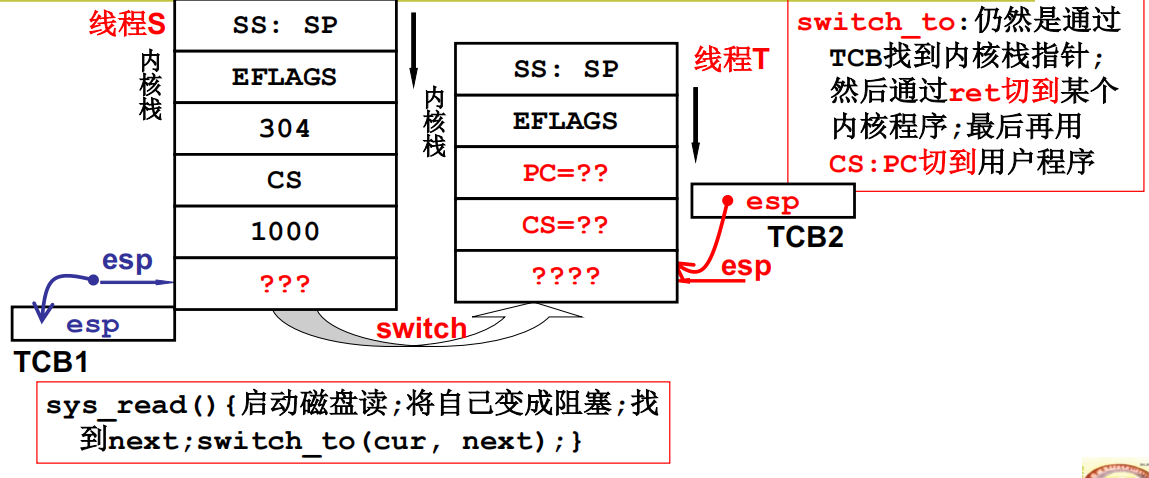 线程S
内核栈
SS: SP
EFLAGS
304
CS
1000
???
esp
esp
TCB1
switch
内核栈
SS: SP
EFLAGS
PC=??
CS=??
????
线程T
esp
TCB2
esp
switch_to:仍然是通过
TCB找到内核栈指针;
然后通过ret切到某个
内核程序;最后再用
CS:PC切到用户程序
sys_read(){启动磁盘读;将自己变成阻塞;找
到next;switch_to(cur, next);}